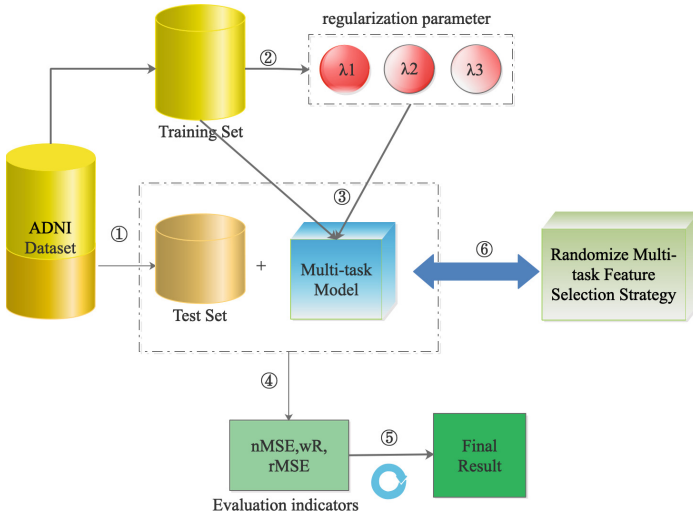 regularization parameter
②
λ1
λ2
λ3
Training Set
③
ADNI
Dataset
①
Test Set
+
Multi-task
Model
⑥
Randomize Multi-
task Feature
Selection Strategy
④
nMSE,wR,
rMSE
⑤
Final
Result
Evaluation indicators